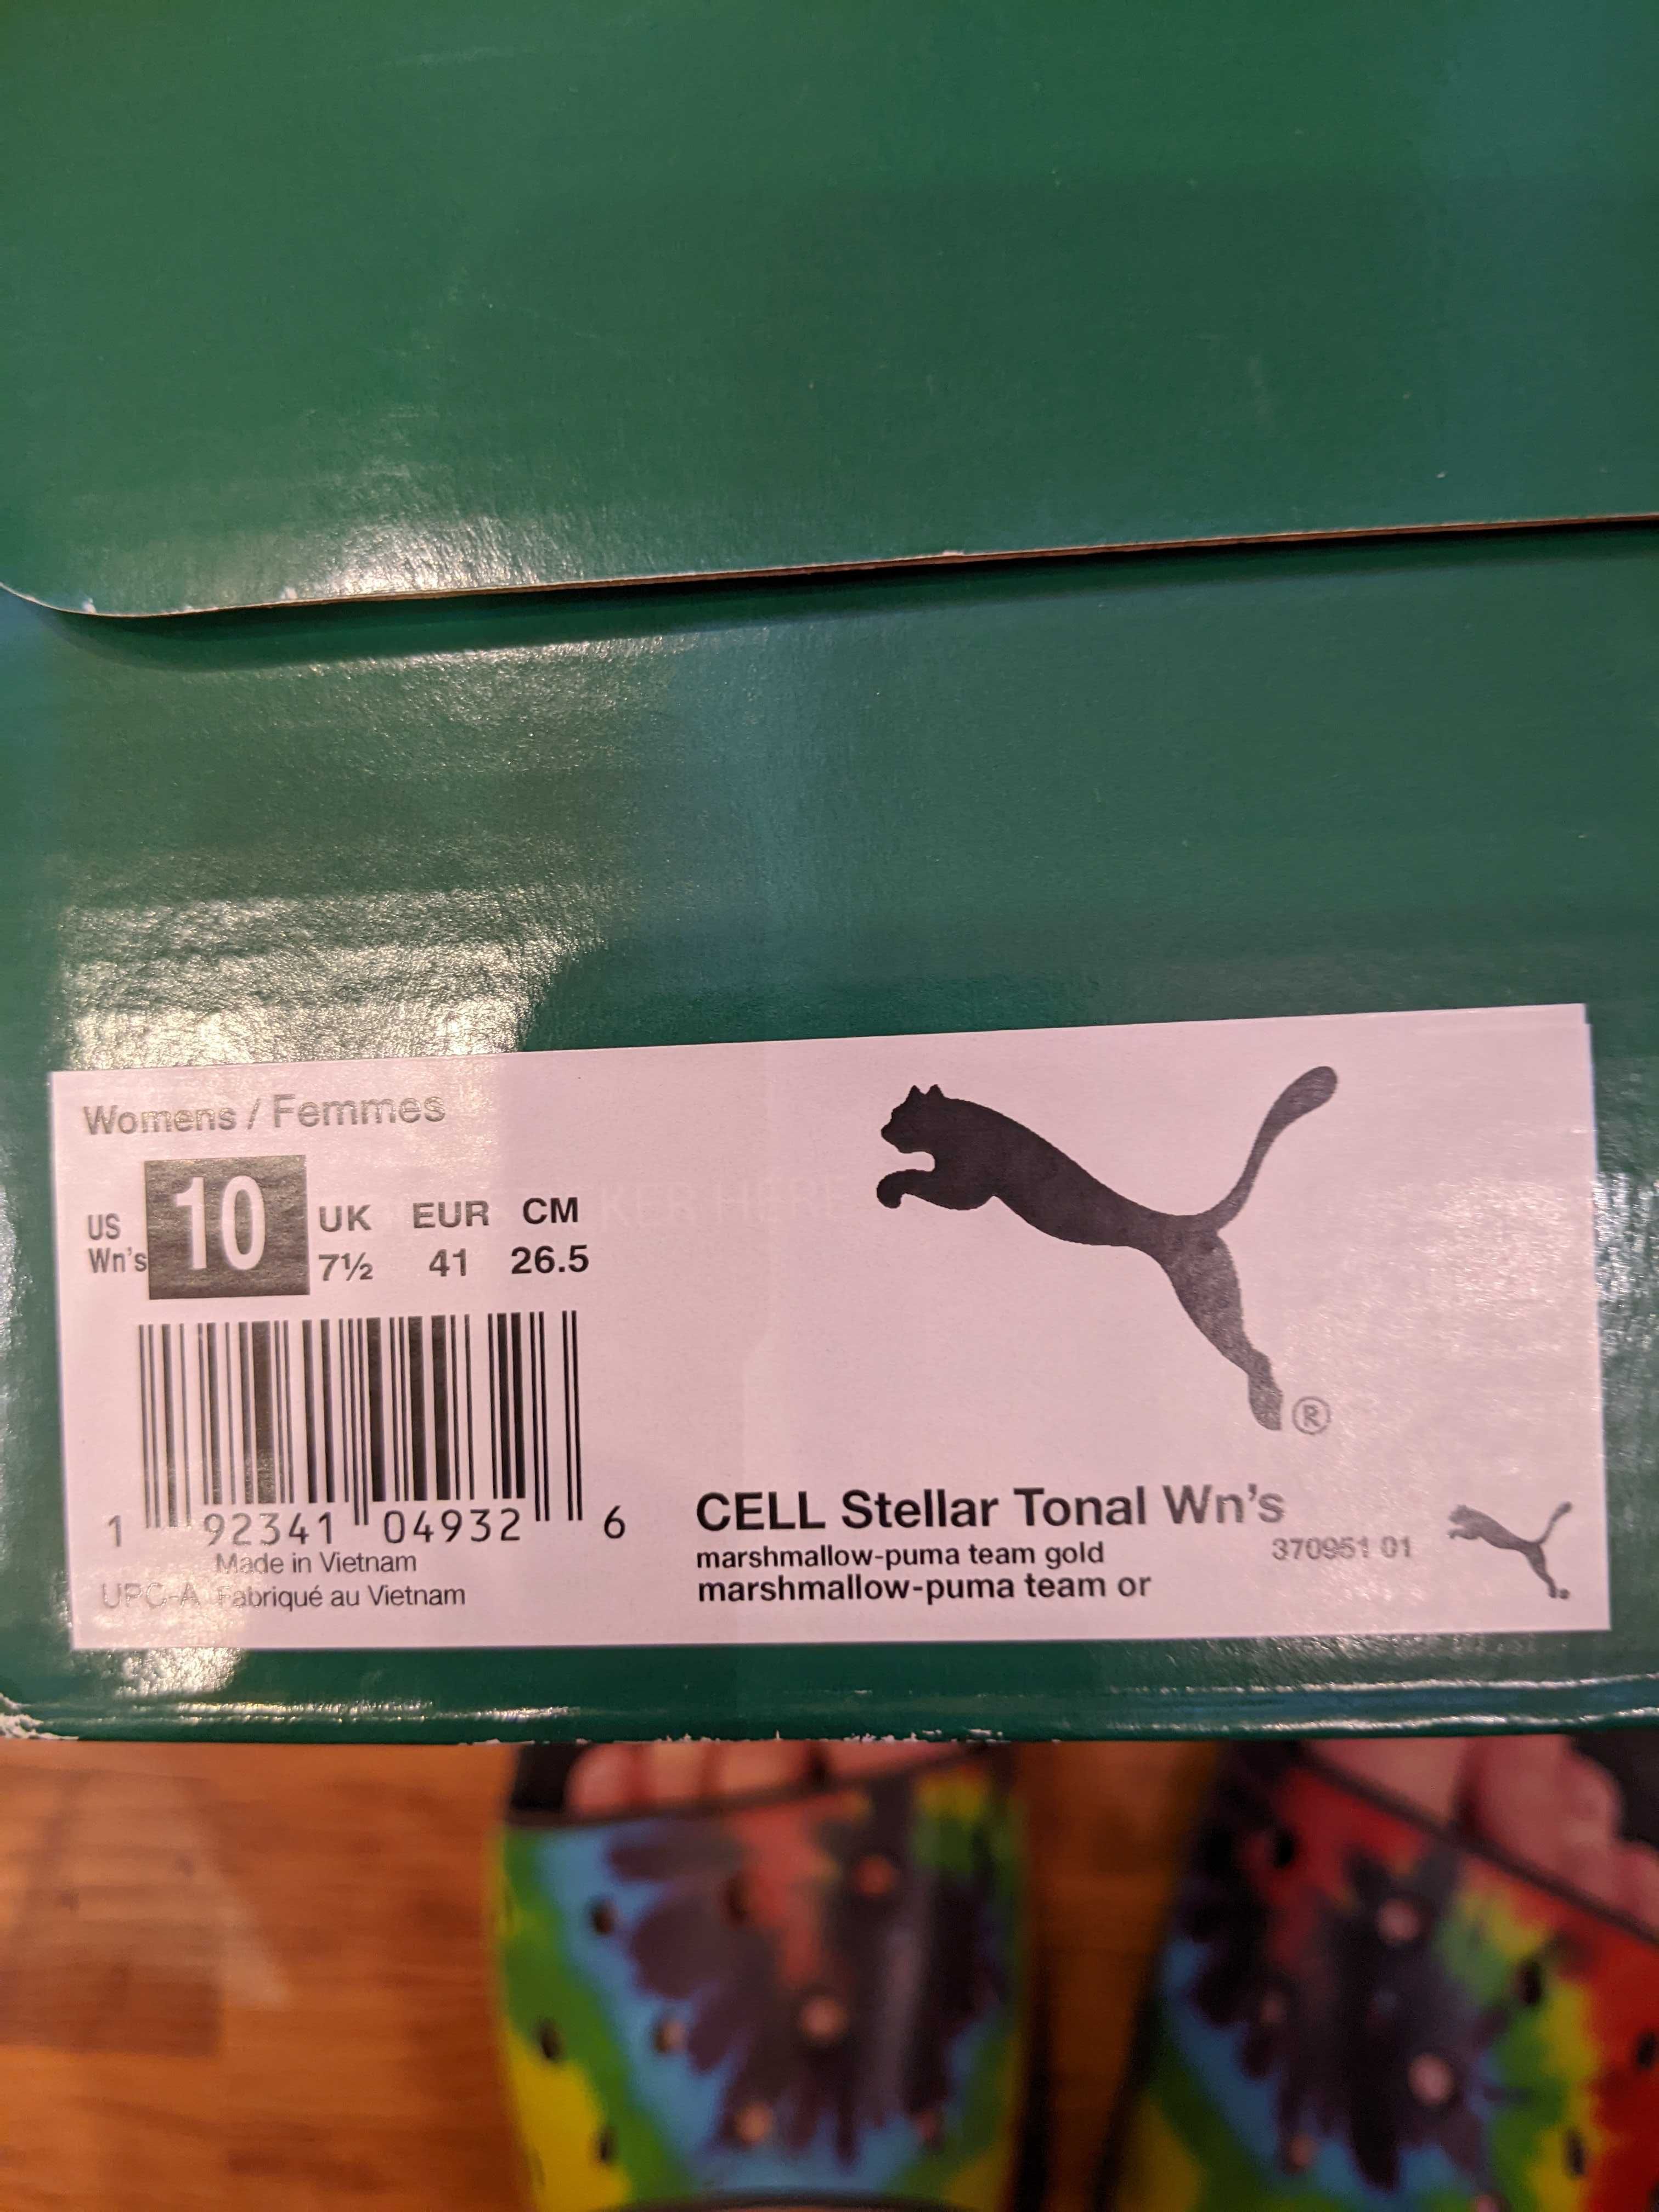 Womens / Femmes
US
Wn's
10
UK EUR CM
7½ 41 26.5
KER HERE
1 92341 04932 6
Made in Vietnam
UPC-A Fabriqué au Vietnam
®
CELL Stellar Tonal Wn's
marshmallow-puma team gold
370951 01
marshmallow-puma team or